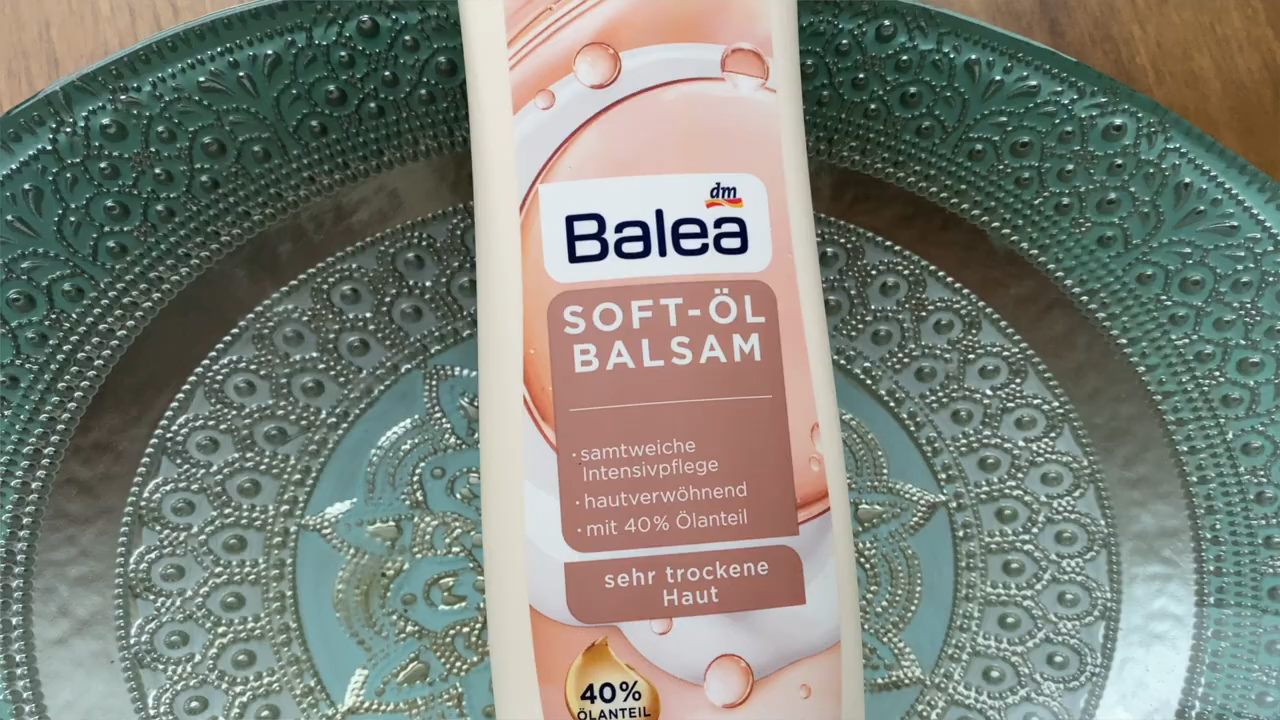 dm
Balea
SOFT-ÖL
BALSAM
• samtweiche
Intensivpflege
• hautverwöhnend
• mit 40% Ölanteil
sehr trockene
Haut
40%
ÖLANTEIL